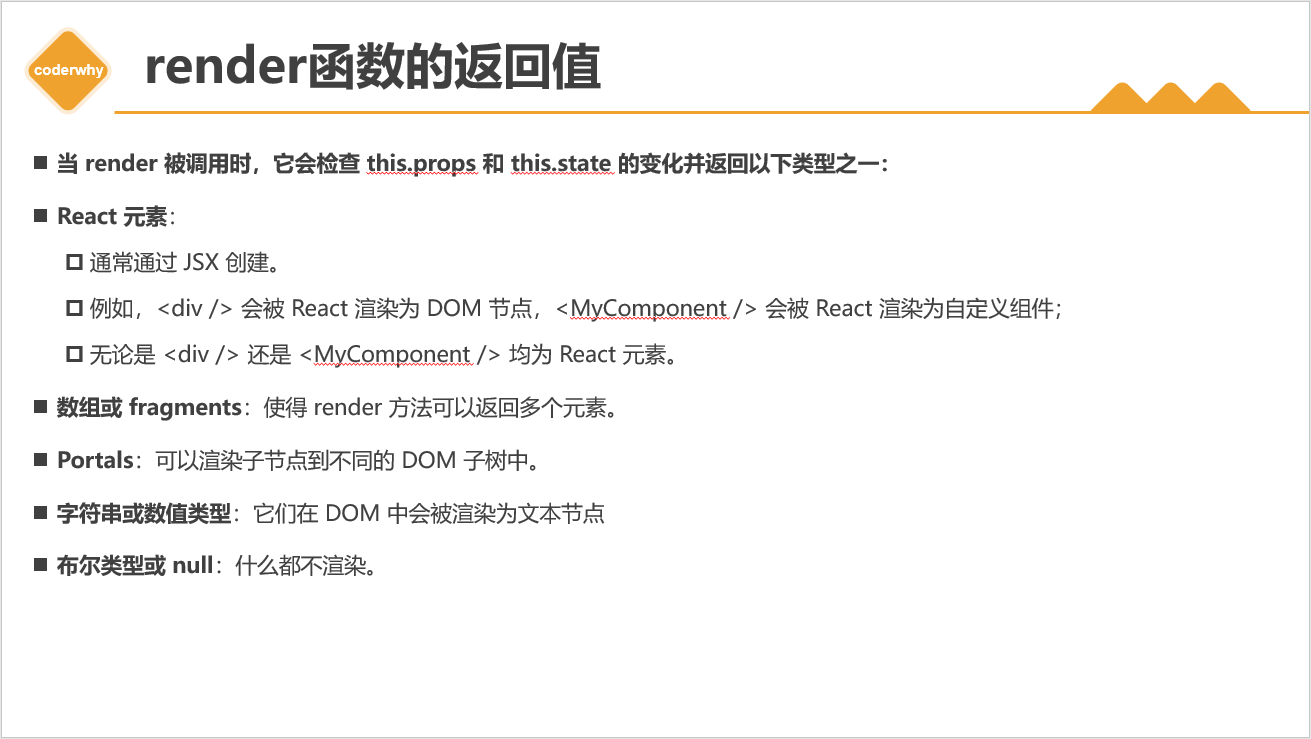 coderwhy
render函数的返回值
当 render 被调用时，它会检查 this.props 和 this.state 的变化并返回以下类型之一：
React 元素：
通常通过 JSX 创建。
例如，<div /> 会被 React 渲染为 DOM 节点，<MyComponent /> 会被 React 渲染为自定义组件；
无论是 <div /> 还是 <MyComponent /> 均为 React 元素。
数组或 fragments：使得 render 方法可以返回多个元素。
Portals：可以渲染子节点到不同的 DOM 子树中。
字符串或数值类型：它们在 DOM 中会被渲染为文本节点
布尔类型或 null：什么都不渲染。